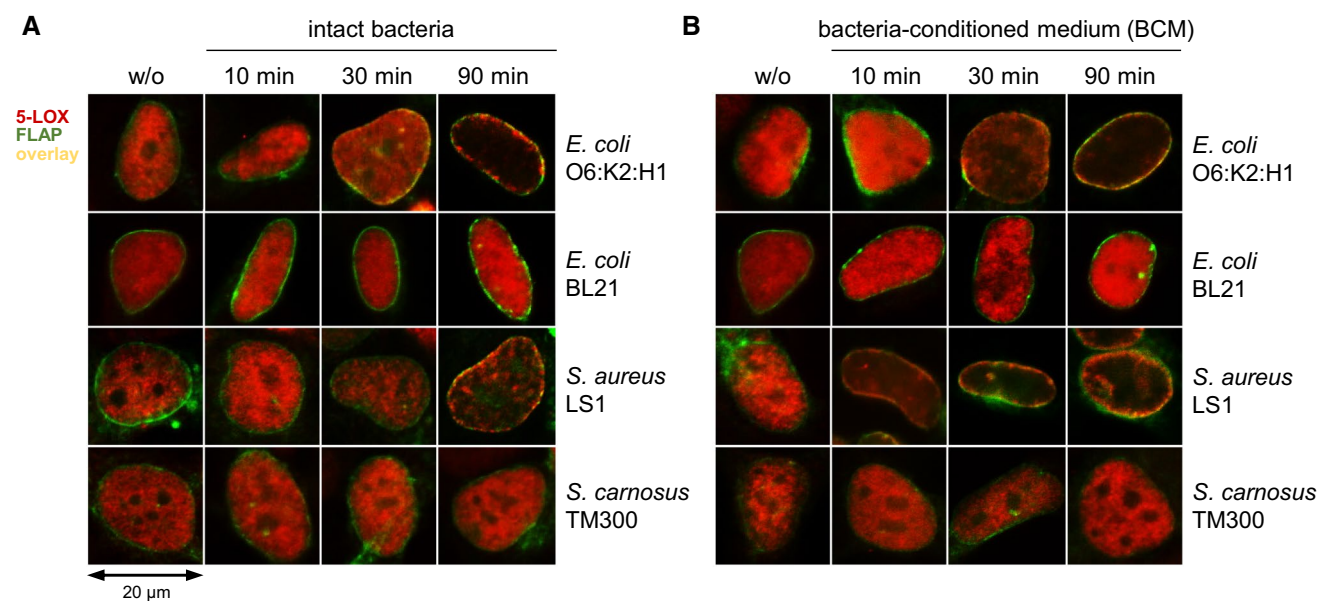 A
intact bacteria
w/o
10 min
30 min
90 min
5-LOX
FLAP
overlay
E. coli
O6:K2:H1
E. coli
BL21
S. aureus
LS1
S. carnosus
TM300
20 µm
B
bacteria-conditioned medium (BCM)
w/o
10 min
30 min
90 min
E. coli
O6:K2:H1
E. coli
BL21
S. aureus
LS1
S. carnosus
TM300